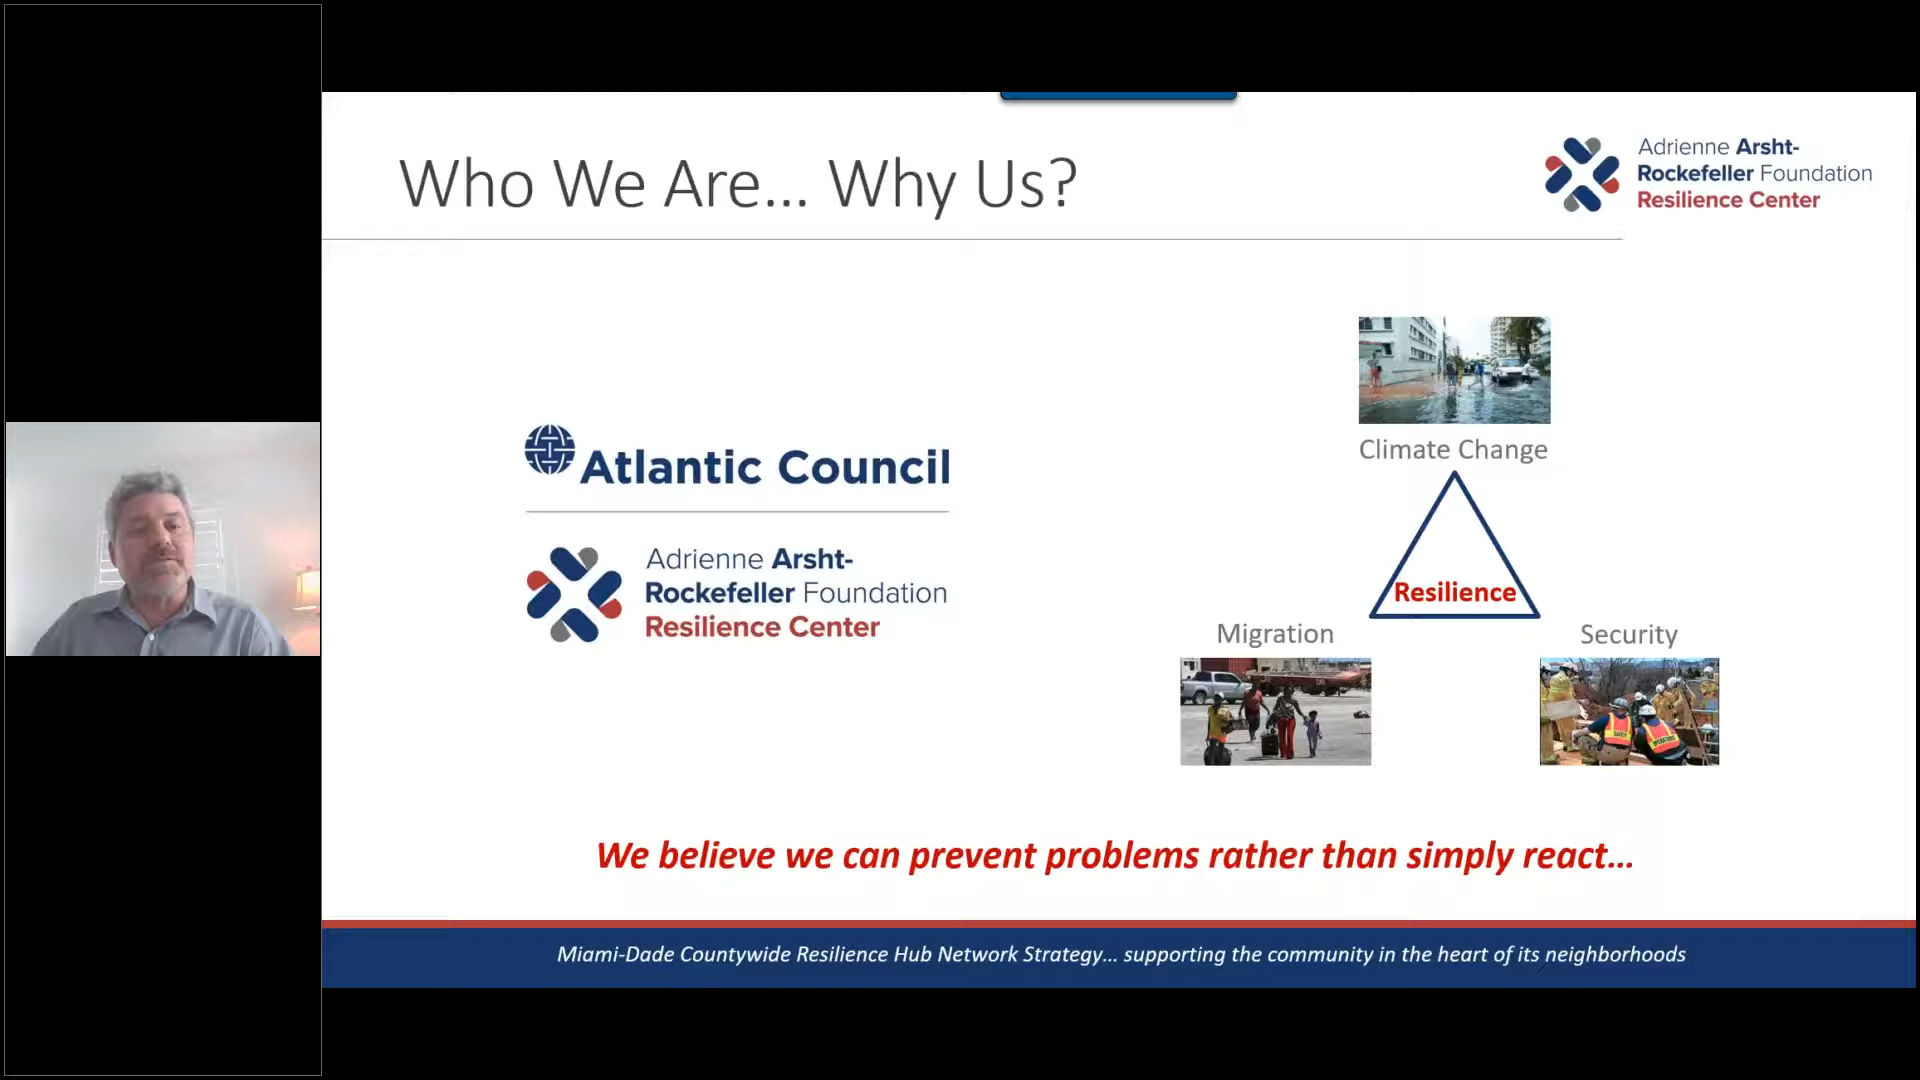 Who We Are... Why Us?
Adrienne Arsht-
Rockefeller Foundation
Resilience Center
Atlantic Council
Adrienne Arsht-
Rockefeller Foundation
Resilience Center
Climate Change
Resilience
Migration
Security
We believe we can prevent problems rather than simply react...
Miami-Dade Countywide Resilience Hub Network Strategy... supporting the community in the heart of its neighborhoods